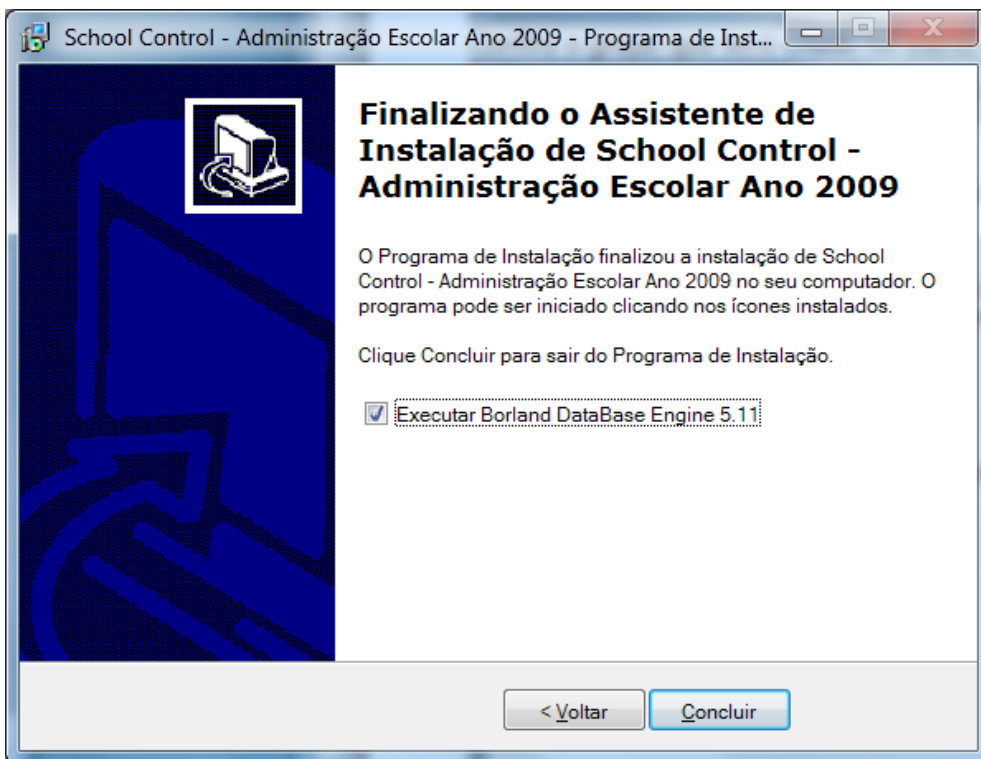 School Control - Administração Escolar Ano 2009 - Programa de Inst...
Finalizando o Assistente de
Instalação de School Control -
Administração Escolar Ano 2009
O Programa de Instalação finalizou a instalação de School
Control - Administração Escolar Ano 2009 no seu computador. O
programa pode ser iniciado clicando nos ícones instalados.
Clique Concluir para sair do Programa de Instalação.
Executar Borland DataBase Engine 5.11
< Voltar
Concluir